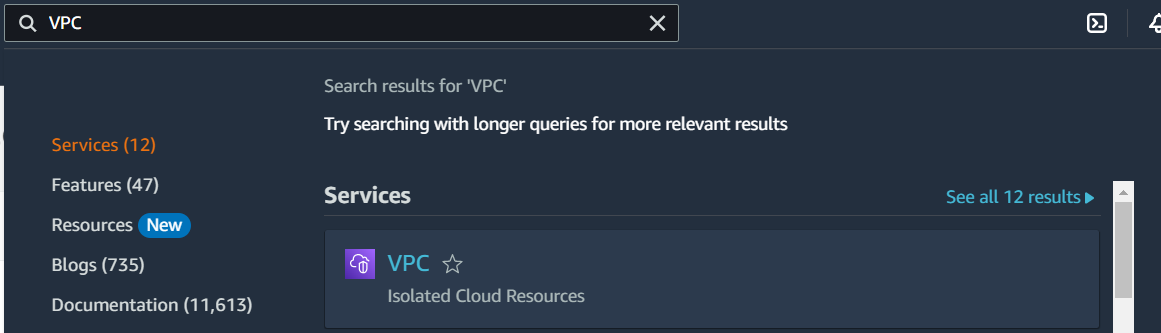 VPC
Search results for 'VPC'
Try searching with longer queries for more relevant results
Services (12)
Features (47)
Resources New
Blogs (735)
Documentation (11,613)
Services
See all 12 results
VPC
Isolated Cloud Resources